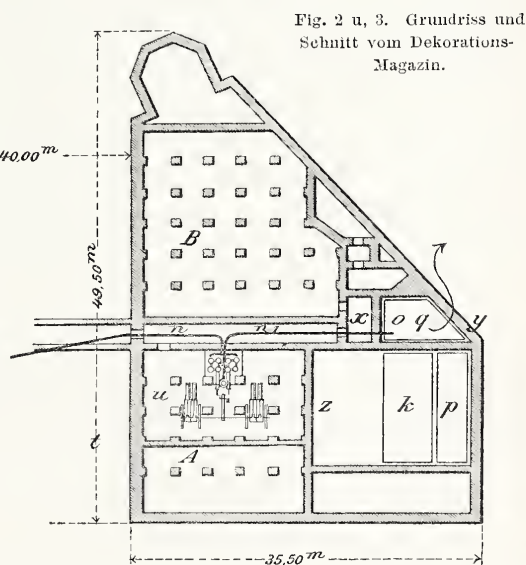 Fig. 2 u, 3. Grundriss und
Schnitt vom Dekorations-
Magazin.
40,00 m
49,50 m
B
n
n₁
x
o
q
y
u
z
k
p
t
A
35,50 m